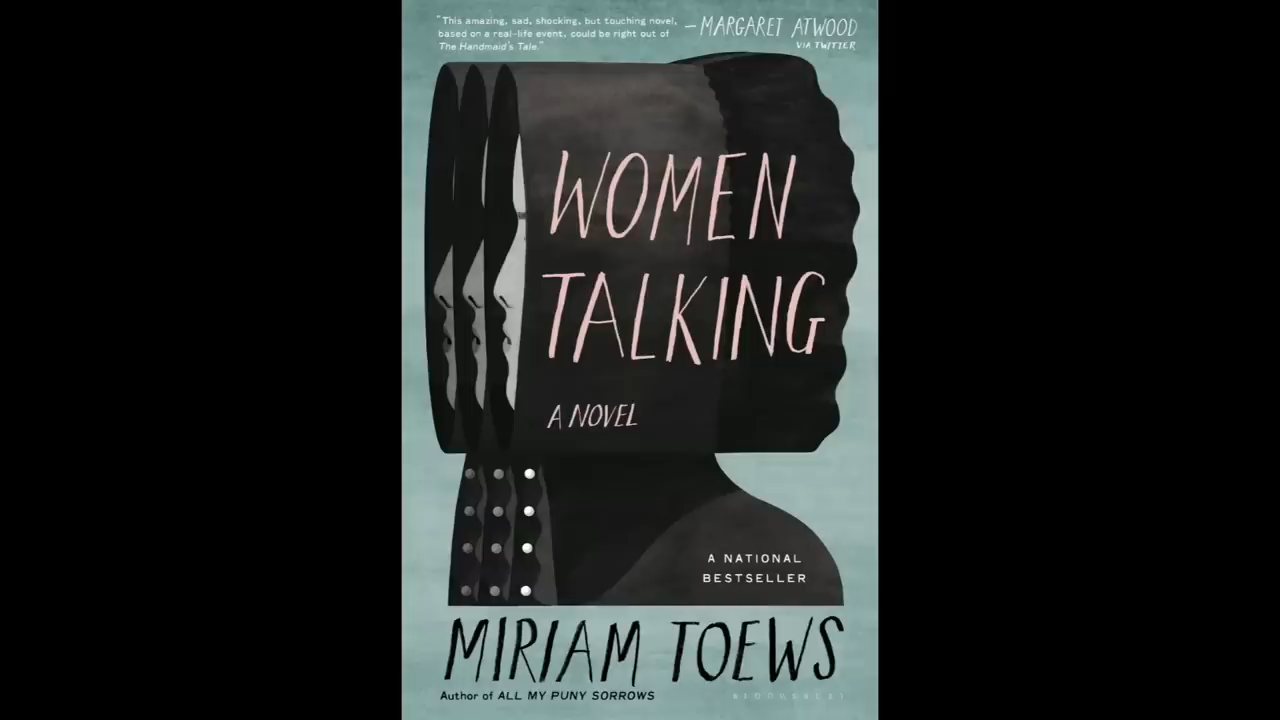 "This amazing, sad, shocking, but touching novel,
based on a real-life event, could be right out of
The Handmaid's Tale."
—MARGARET ATWOOD
VIA TWITTER
WOMEN
TALKING
A NOVEL
A NATIONAL
BESTSELLER
MIRIAM TOEWS
Author of ALL MY PUNY SORROWS
BLOOMSBURY